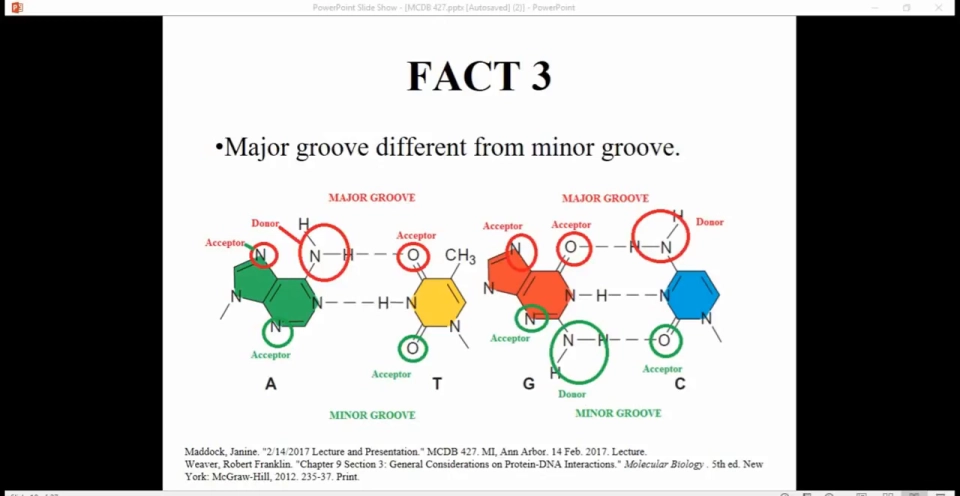 PowerPoint Slide Show - [MCDB 427.pptx [Autosaved] (2)] - PowerPoint
FACT 3
•Major groove different from minor groove.
MAJOR GROOVE
MAJOR GROOVE
Donor
H
Acceptor
N
N
H
Acceptor
O
CH3
N
N
H
N
N
O
N
Acceptor
Acceptor
A
T
MINOR GROOVE
Acceptor
Acceptor
H
Donor
N
O
H
N
N
N
H
N
N
Acceptor
N
H
O
N
H
Donor
Acceptor
G
C
MINOR GROOVE
Maddock, Janine. "2/14/2017 Lecture and Presentation." MCDB 427. MI, Ann Arbor. 14 Feb. 2017. Lecture.
Weaver, Robert Franklin. "Chapter 9 Section 3: General Considerations on Protein-DNA Interactions." Molecular Biology . 5th ed. New
York: McGraw-Hill, 2012. 235-37. Print.